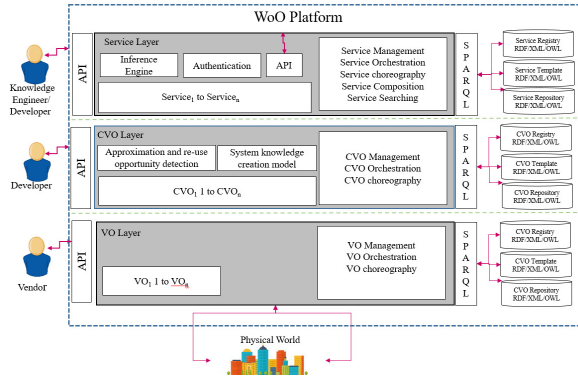 WoO Platform
Knowledge
Engineer/
Developer
API
Service Layer
Inference
Engine
Authentication
API
Service1 to Servicen
Service Management
Service Orchestration
Service choreography
Service Composition
Service Searching
SPARQL
Service Registry
RDF/XML/OWL
Service Template
RDF/XML/OWL
Service Repository
RDF/XML/OWL
Developer
API
CVO Layer
Approximation and re-use
opportunity detection
System knowledge
creation model
CVO1 1 to CVOn
CVO Management
CVO Orchestration
CVO choreography
SPARQL
CVO Registry
RDF/XML/OWL
CVO Template
RDF/XML/OWL
CVO Repository
RDF/XML/OWL
Vendor
API
VO Layer
VO1 1 to VOn
VO Management
VO Orchestration
VO choreography
SPARQL
CVO Registry
RDF/XML/OWL
CVO Template
RDF/XML/OWL
CVO Repository
RDF/XML/OWL
Physical World